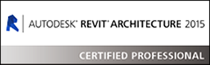 AUTODESK® REVIT® ARCHITECTURE 2015
CERTIFIED PROFESSIONAL